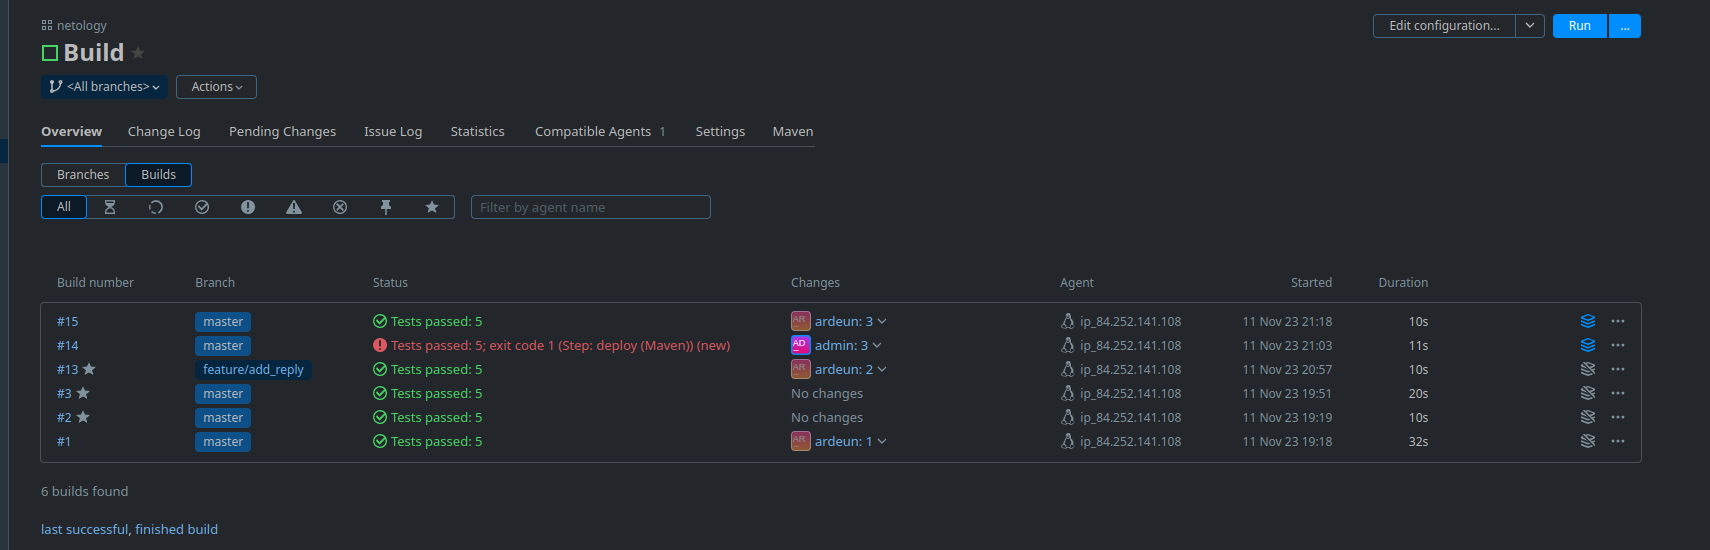 netology
Edit configuration...
Run
...
Build
<All branches>
Actions
Overview Change Log Pending Changes Issue Log Statistics Compatible Agents 1 Settings Maven
Branches Builds
All
Filter by agent name
Build number Branch Status Changes Agent Started Duration
#15 master Tests passed: 5 AR ardeun: 3 ip_84.252.141.108 11 Nov 23 21:18 10s
#14 master Tests passed: 5; exit code 1 (Step: deploy (Maven)) (new) AD admin: 3 ip_84.252.141.108 11 Nov 23 21:03 11s
#13 feature/add_reply Tests passed: 5 AR ardeun: 2 ip_84.252.141.108 11 Nov 23 20:57 10s
#3 master Tests passed: 5 No changes ip_84.252.141.108 11 Nov 23 19:51 20s
#2 master Tests passed: 5 No changes ip_84.252.141.108 11 Nov 23 19:19 10s
#1 master Tests passed: 5 AR ardeun: 1 ip_84.252.141.108 11 Nov 23 19:18 32s
6 builds found
last successful, finished build